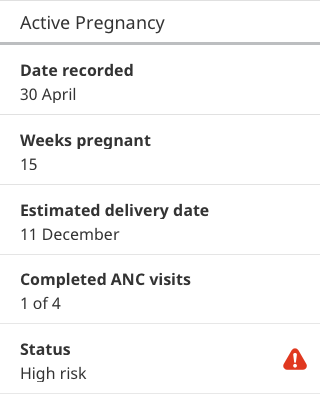 Active Pregnancy
Date recorded
30 April
Weeks pregnant
15
Estimated delivery date
11 December
Completed ANC visits
1 of 4
Status
High risk